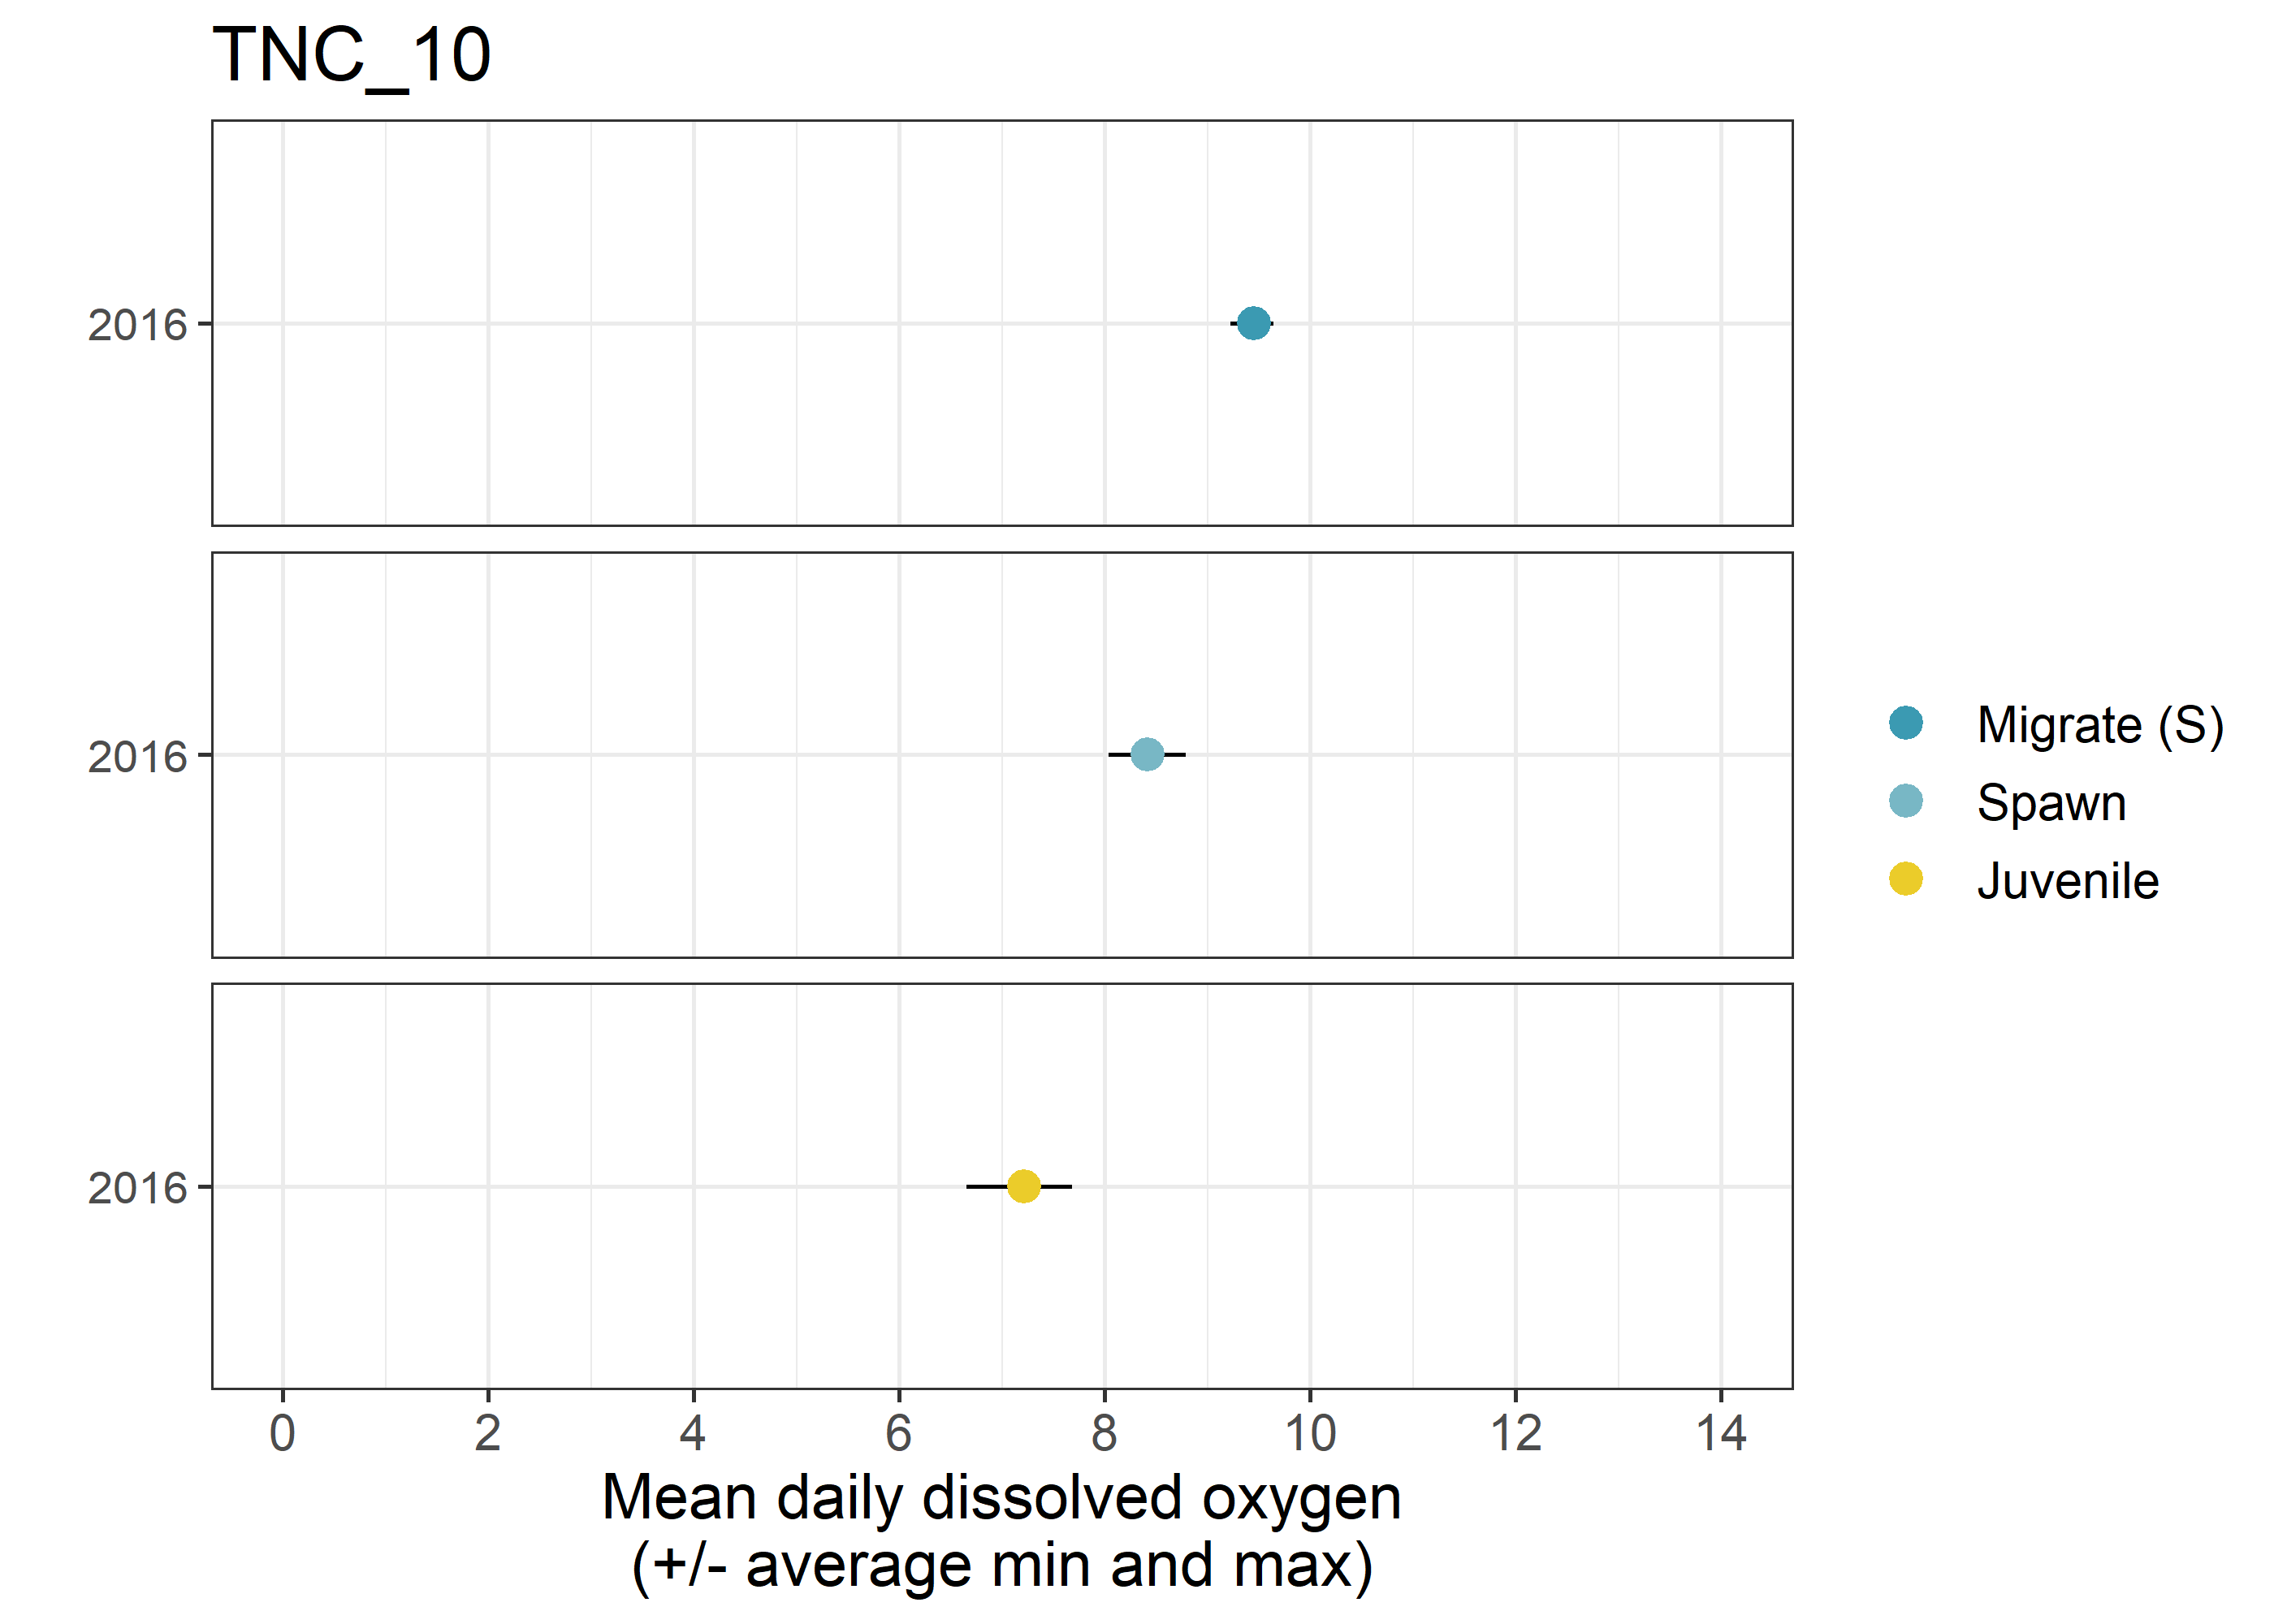 TNC_10
2016
2016
2016
Migrate (S)
Spawn
Juvenile
0 2 4 6 8 10 12 14
Mean daily dissolved oxygen
(+/- average min and max)